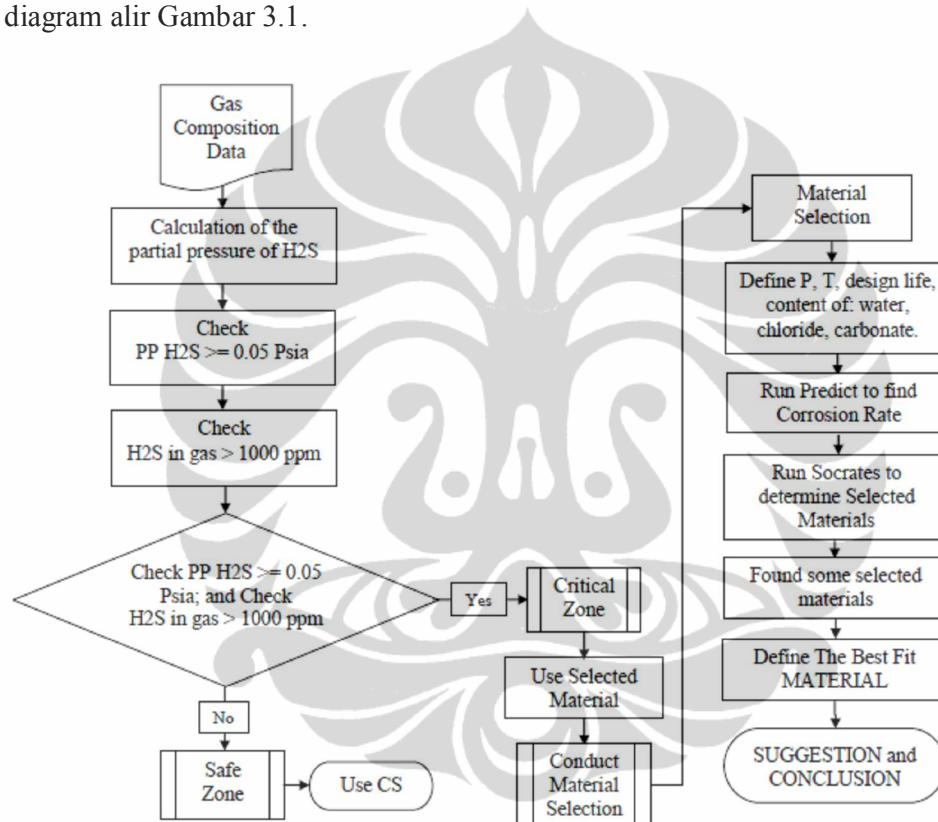 diagram alir Gambar 3.1.
Gas
Composition
Data
Calculation of the
partial pressure of H2S
Check
PP H2S >= 0.05 Psia
Check
H2S in gas > 1000 ppm
Check PP H2S >= 0.05
Psia; and Check
H2S in gas > 1000 ppm
Yes
No
Safe
Zone
Use CS
Critical
Zone
Use Selected
Material
Conduct
Material
Selection
Material
Selection
Define P, T, design life,
content of: water,
chloride, carbonate.
Run Predict to find
Corrosion Rate
Run Socrates to
determine Selected
Materials
Found some selected
materials
Define The Best Fit
MATERIAL
SUGGESTION and
CONCLUSION